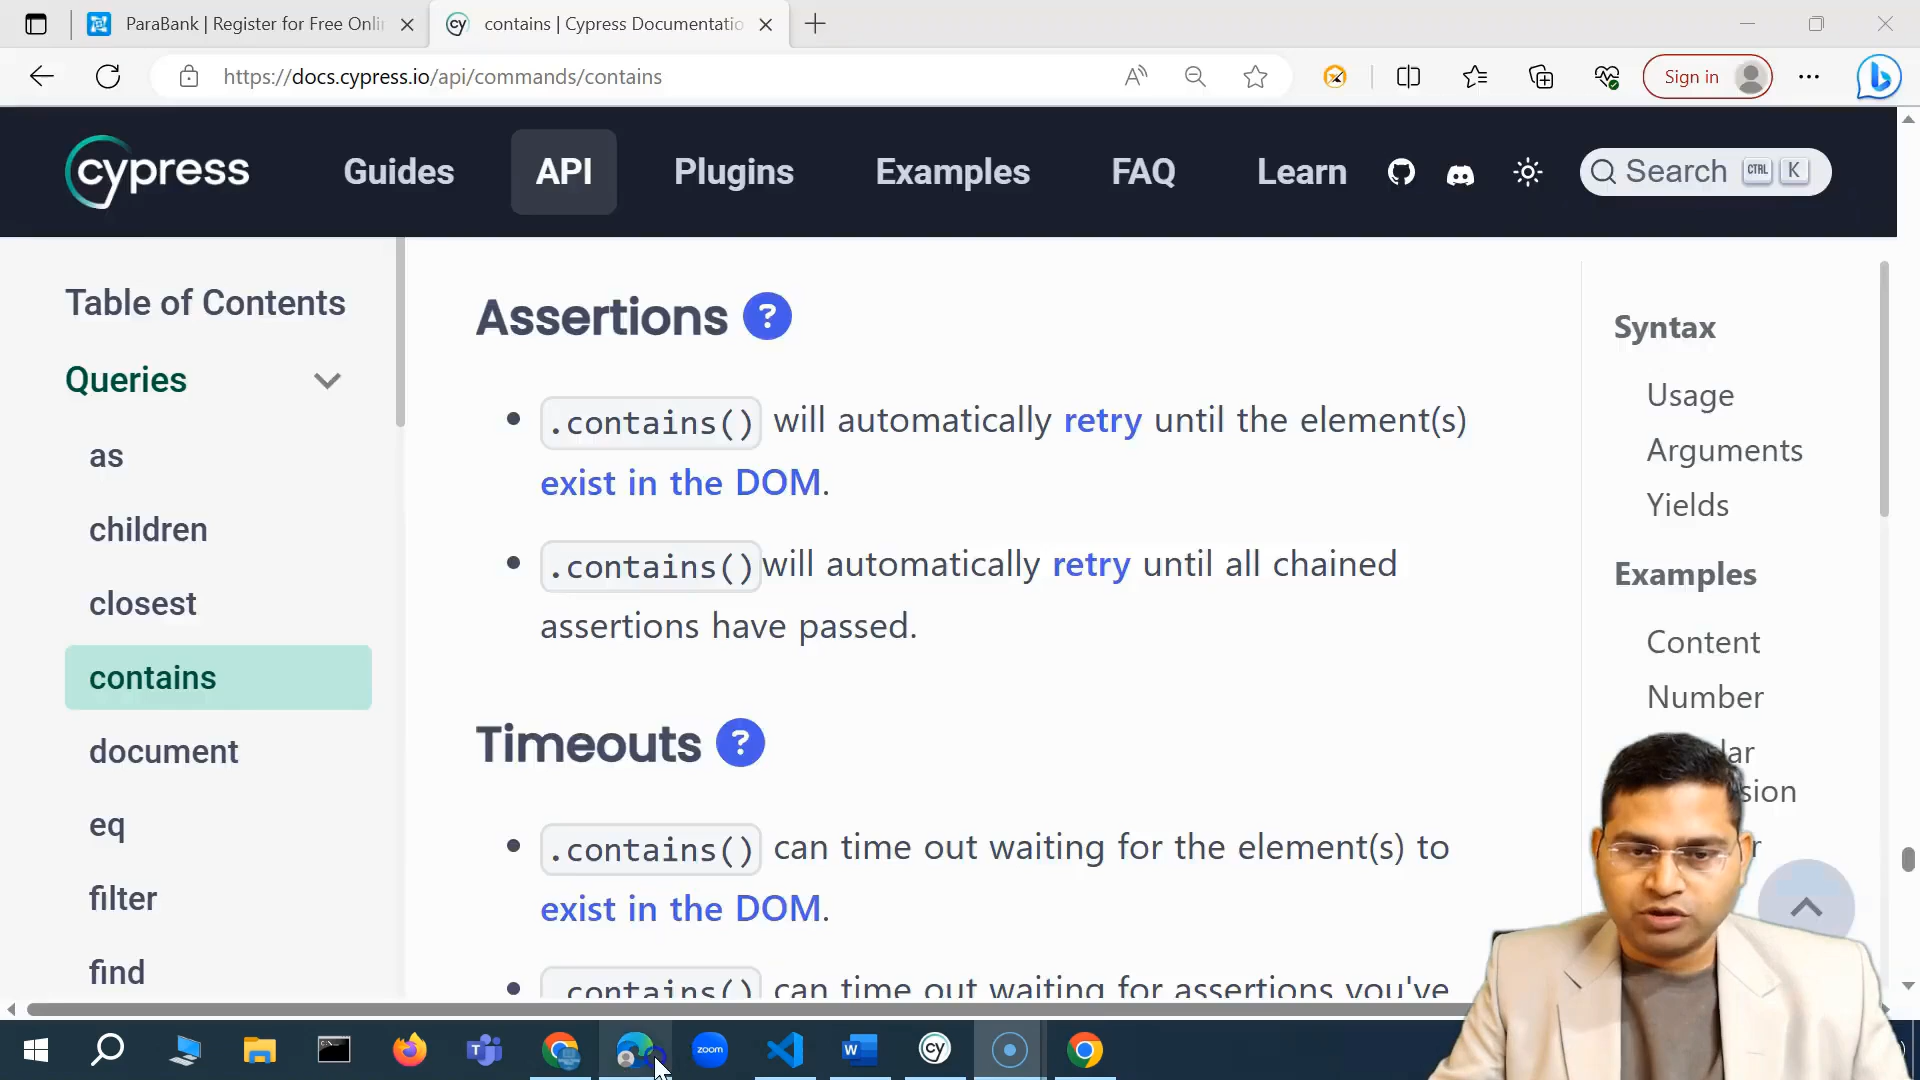 ParaBank | Register for Free Onli
contains | Cypress Documentatio
https://docs.cypress.io/api/commands/contains
Sign in
cypress
Guides
API
Plugins
Examples
FAQ
Learn
Search CTRL K
Table of Contents
Queries
as
children
closest
contains
document
eq
filter
find
Assertions ?
.contains() will automatically retry until the element(s)
exist in the DOM.
.contains() will automatically retry until all chained
assertions have passed.
Timeouts ?
.contains() can time out waiting for the element(s) to
exist in the DOM.
.contains() can time out waiting for assertions you've
Syntax
Usage
Arguments
Yields
Examples
Content
Number
zoom
W
cy